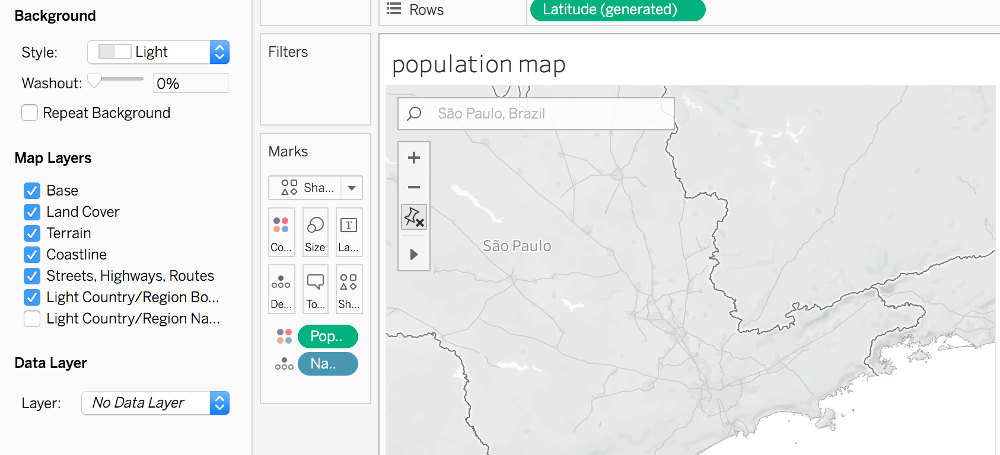 Background
Style:
Light
Washout:
0%
Repeat Background
Map Layers
Base
Land Cover
Terrain
Coastline
Streets, Highways, Routes
Light Country/Region Bo...
Light Country/Region Na...
Data Layer
Layer:
No Data Layer
Filters
Marks
Sha...
Co...
Size
T
La...
De...
To...
Sh...
Pop..
Na..
Rows
Latitude (generated)
population map
São Paulo, Brazil
São Paulo